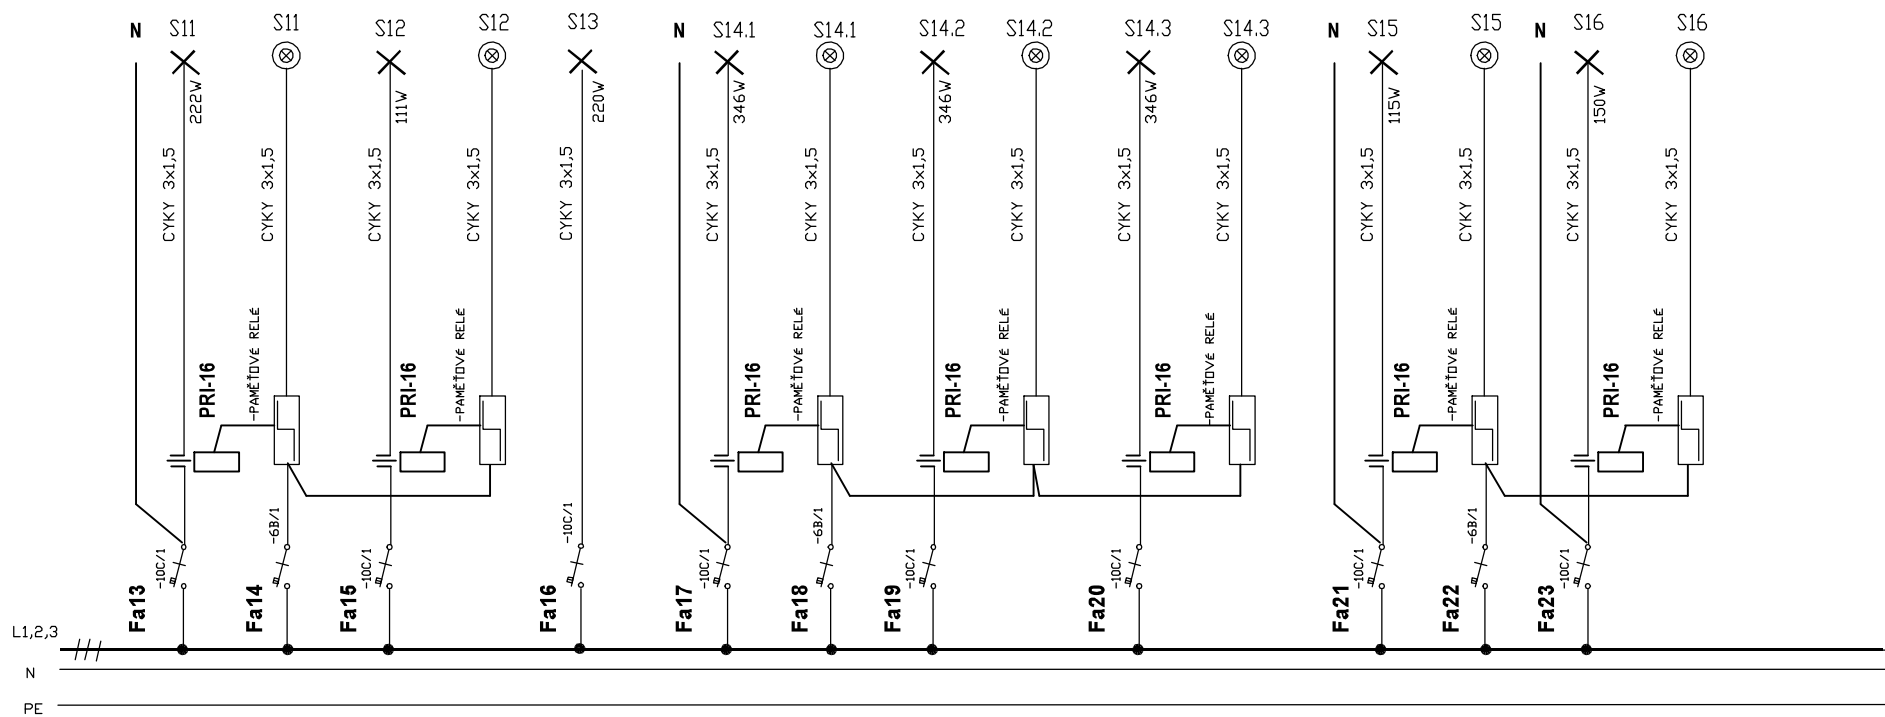 N S11 S11 S12 S12 S13 N S14.1 S14.1 S14.2 S14.2 S14.3 S14.3 N S15 S15 N S16 S16
222W 111W 220W 346W 346W 346W 115W 150W
CYKY 3x1,5 CYKY 3x1,5 CYKY 3x1,5 CYKY 3x1,5 CYKY 3x1,5 CYKY 3x1,5 CYKY 3x1,5 CYKY 3x1,5 CYKY 3x1,5 CYKY 3x1,5 CYKY 3x1,5 CYKY 3x1,5 CYKY 3x1,5 CYKY 3x1,5 CYKY 3x1,5
PRI-16 -PAMĚŤOVÉ RELÉ PRI-16 -PAMĚŤOVÉ RELÉ PRI-16 -PAMĚŤOVÉ RELÉ PRI-16 -PAMĚŤOVÉ RELÉ PRI-16 -PAMĚŤOVÉ RELÉ PRI-16 -PAMĚŤOVÉ RELÉ PRI-16 -PAMĚŤOVÉ RELÉ
-10C/1 -6B/1 -10C/1 -10C/1 -10C/1 -6B/1 -10C/1 -10C/1 -10C/1 -6B/1 -10C/1
Fa13 Fa14 Fa15 Fa16 Fa17 Fa18 Fa19 Fa20 Fa21 Fa22 Fa23
L1,2,3
N
PE